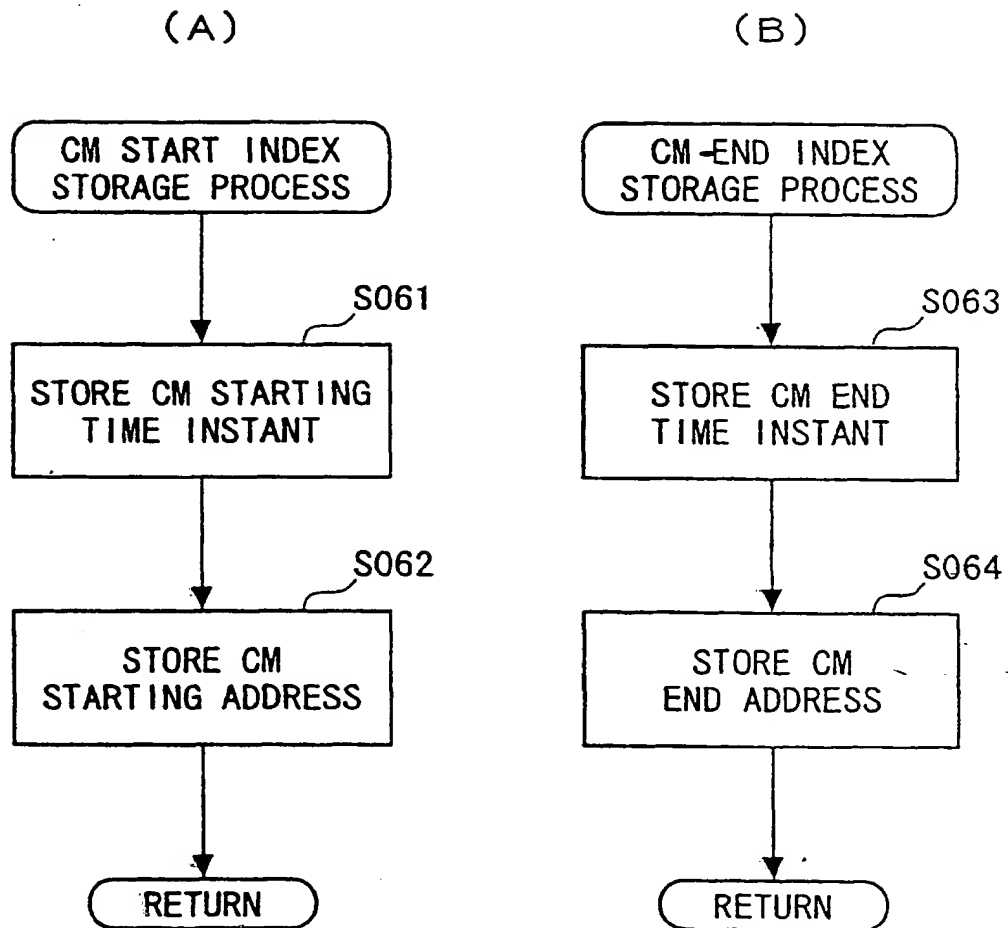 (A)
CM START INDEX
STORAGE PROCESS
S061
STORE CM STARTING
TIME INSTANT
S062
STORE CM
STARTING ADDRESS
RETURN
(B)
CM-END INDEX
STORAGE PROCESS
S063
STORE CM END
TIME INSTANT
S064
STORE CM
END ADDRESS
RETURN